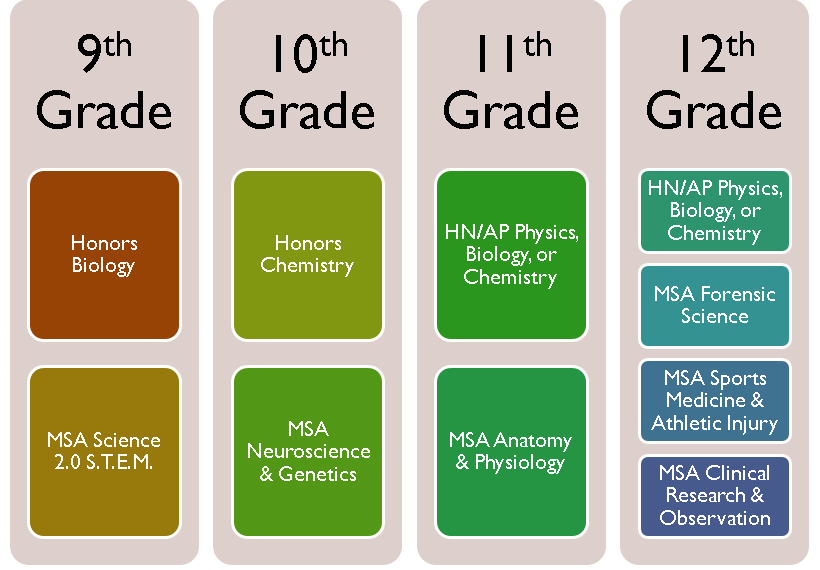 9th
Grade
Honors
Biology
MSA Science
2.0 S.T.E.M.
10th
Grade
Honors
Chemistry
MSA
Neuroscience
& Genetics
11th
Grade
HN/AP Physics,
Biology, or
Chemistry
MSA Anatomy
& Physiology
12th
Grade
HN/AP Physics,
Biology, or
Chemistry
MSA Forensic
Science
MSA Sports
Medicine &
Athletic Injury
MSA Clinical
Research &
Observation